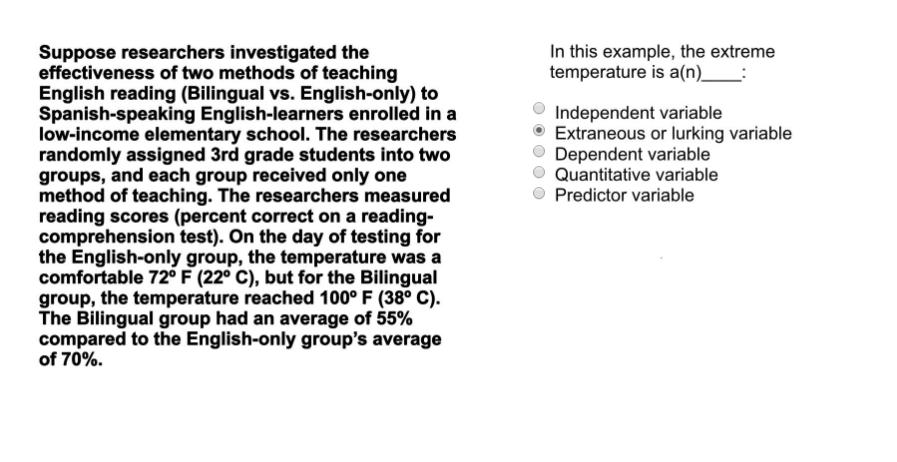 Suppose researchers investigated the
effectiveness of two methods of teaching
English reading (Bilingual vs. English-only) to
Spanish-speaking English-learners enrolled in a
low-income elementary school. The researchers
randomly assigned 3rd grade students into two
groups, and each group received only one
method of teaching. The researchers measured
reading scores (percent correct on a reading-
comprehension test). On the day of testing for
the English-only group, the temperature was a
comfortable 72º F (22º C), but for the Bilingual
group, the temperature reached 100º F (38º C).
The Bilingual group had an average of 55%
compared to the English-only group's average
of 70%.
In this example, the extreme
temperature is a(n)____:
Independent variable
Extraneous or lurking variable
Dependent variable
Quantitative variable
Predictor variable